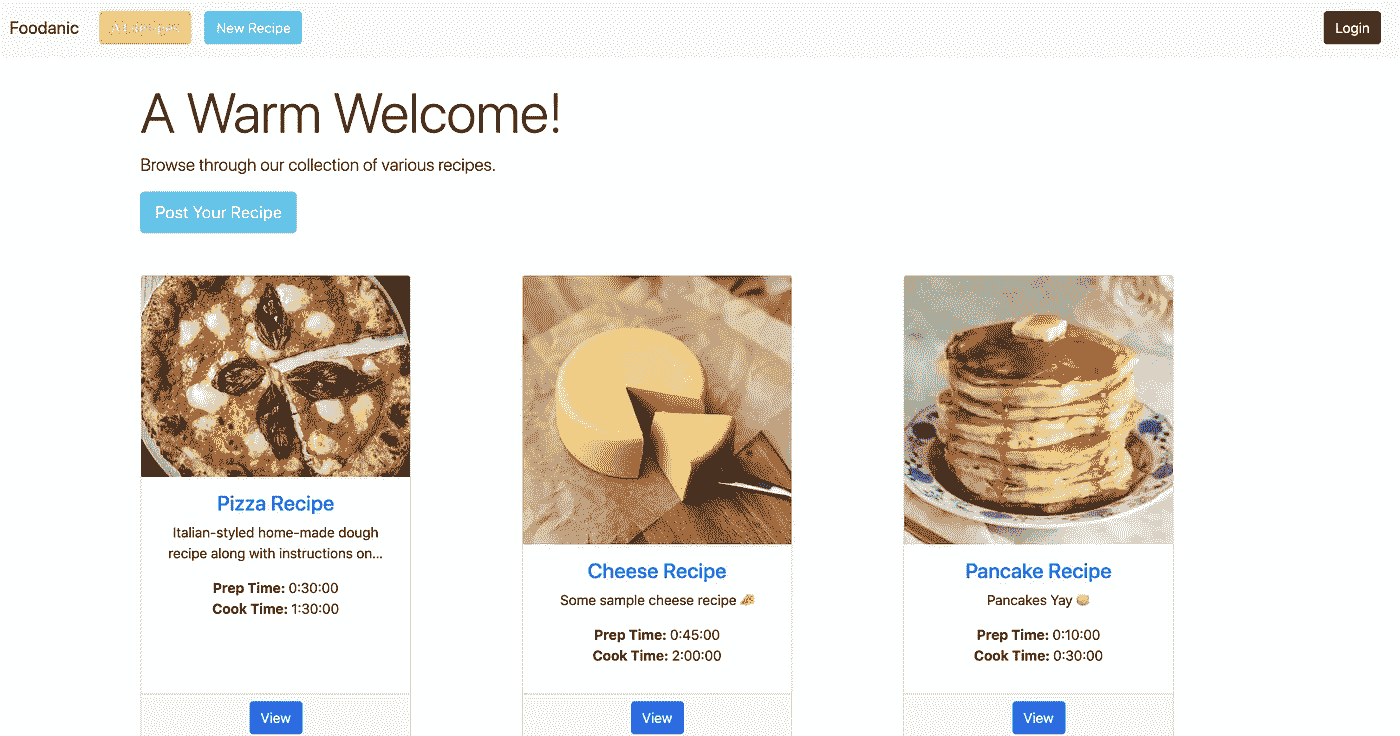 Foodanic
All Recipes
New Recipe
Login
A Warm Welcome!
Browse through our collection of various recipes.
Post Your Recipe
Pizza Recipe
Italian-styled home-made dough
recipe along with instructions on...
Prep Time: 0:30:00
Cook Time: 1:30:00
View
Cheese Recipe
Some sample cheese recipe 🧀
Prep Time: 0:45:00
Cook Time: 2:00:00
View
Pancake Recipe
Pancakes Yay 🥞
Prep Time: 0:10:00
Cook Time: 0:30:00
View